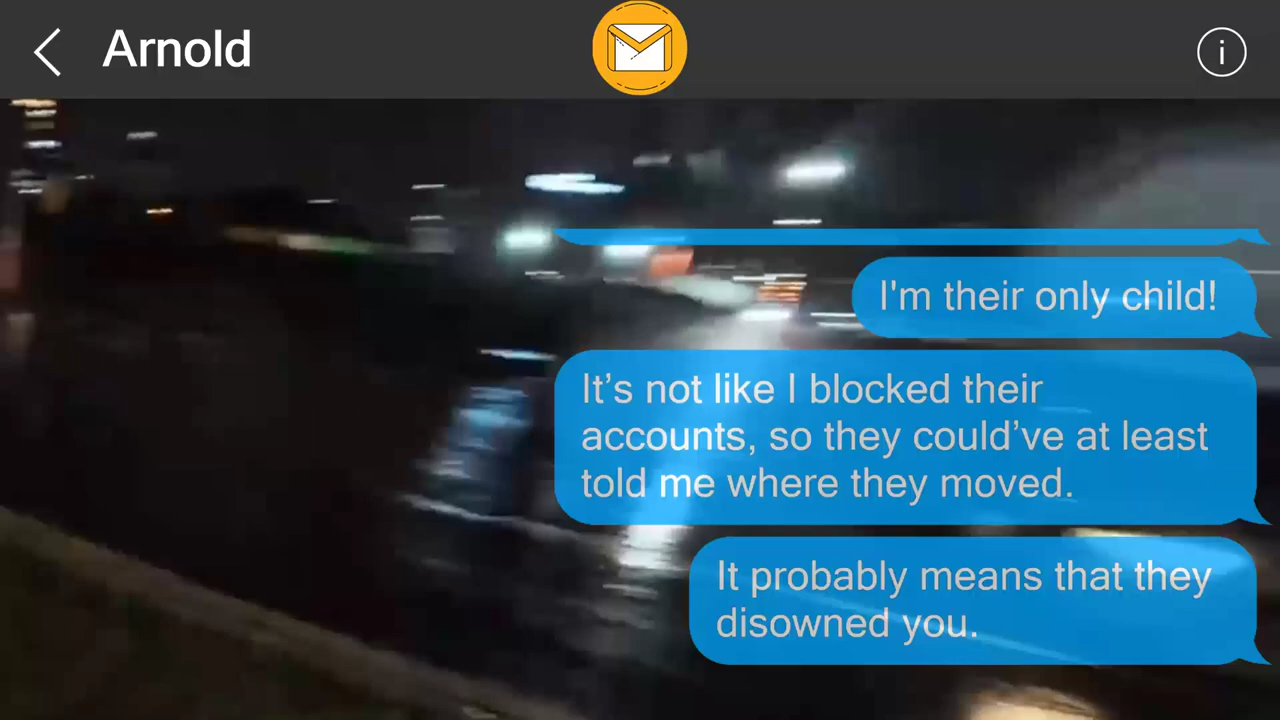 Arnold
i
I'm their only child!
It’s not like I blocked their
accounts, so they could’ve at least
told me where they moved.
It probably means that they
disowned you.